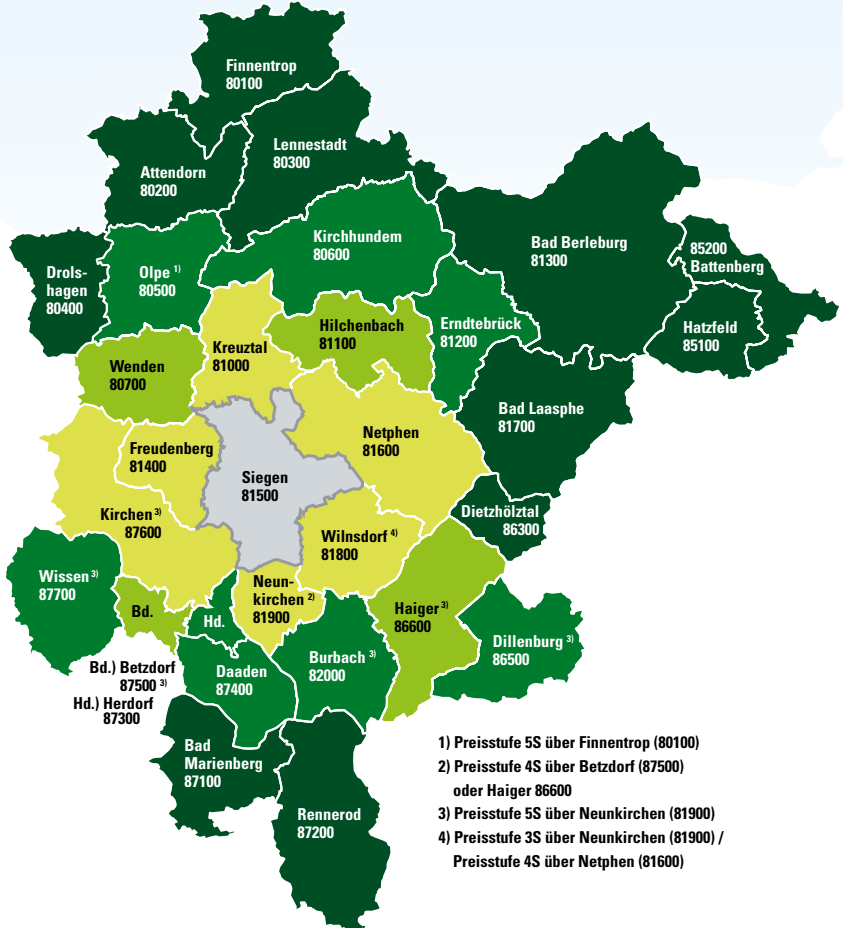 Finnentrop
80100
Lennestadt
80300
Attendorn
80200
Kirchhundem
80600
Bad Berleburg
81300
85200
Battenberg
Drols-
hagen
80400
Olpe 1)
80500
Hatzfeld
85100
Hilchenbach
81100
Erndtebrück
81200
Kreuztal
81000
Wenden
80700
Bad Laasphe
81700
Freudenberg
81400
Netphen
81600
Siegen
81500
Kirchen 3)
87600
Dietzhölztal
86300
Wilnsdorf 4)
81800
Wissen 3)
87700
Neun-
kirchen 2)
81900
Haiger 3)
86600
Bd.
Hd.
Dillenburg 3)
86500
Burbach 3)
82000
Daaden
87400
Bd.) Betzdorf
87500 3)
Hd.) Herdorf
87300
Bad
Marienberg
87100
Rennerod
87200
1) Preisstufe 5S über Finnentrop (80100)
2) Preisstufe 4S über Betzdorf (87500)
oder Haiger 86600
3) Preisstufe 5S über Neunkirchen (81900)
4) Preisstufe 3S über Neunkirchen (81900) /
Preisstufe 4S über Netphen (81600)